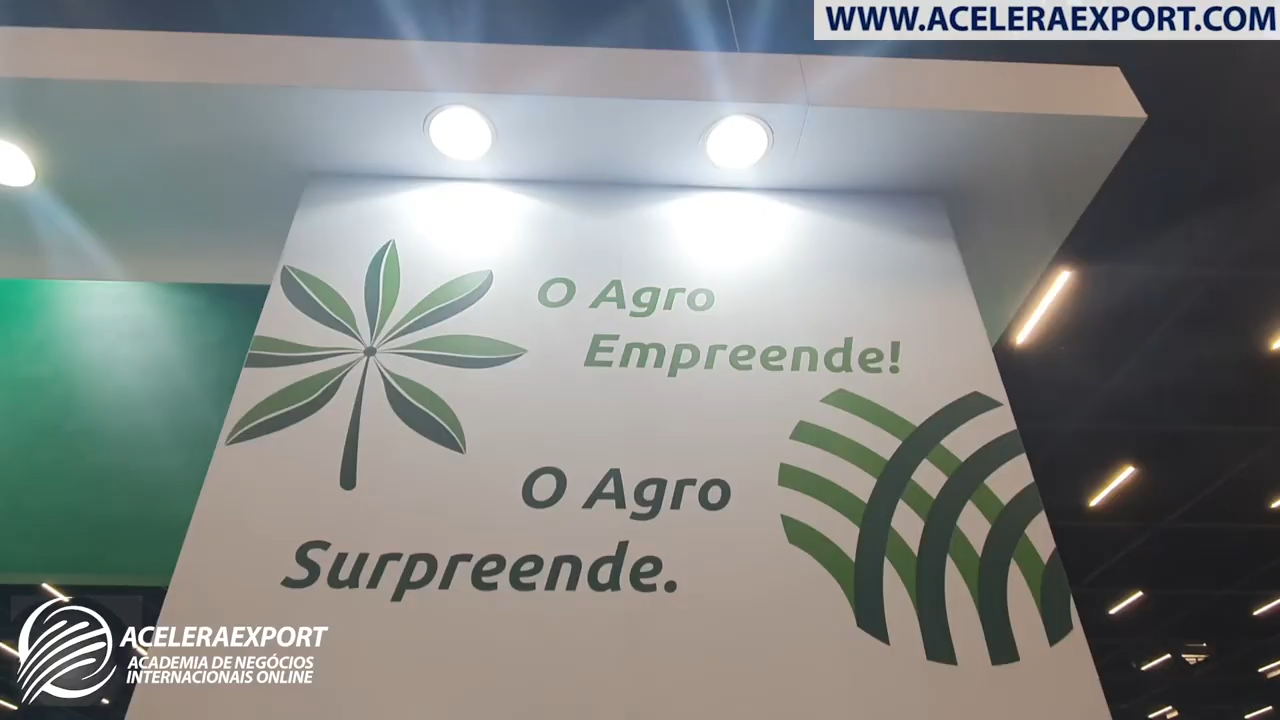 WWW.ACELERAEXPORT.COM
O Agro
Empreende!
O Agro
Surpreende.
ACELERAEXPORT
ACADEMIA DE NEGÓCIOS
INTERNACIONAIS ONLINE